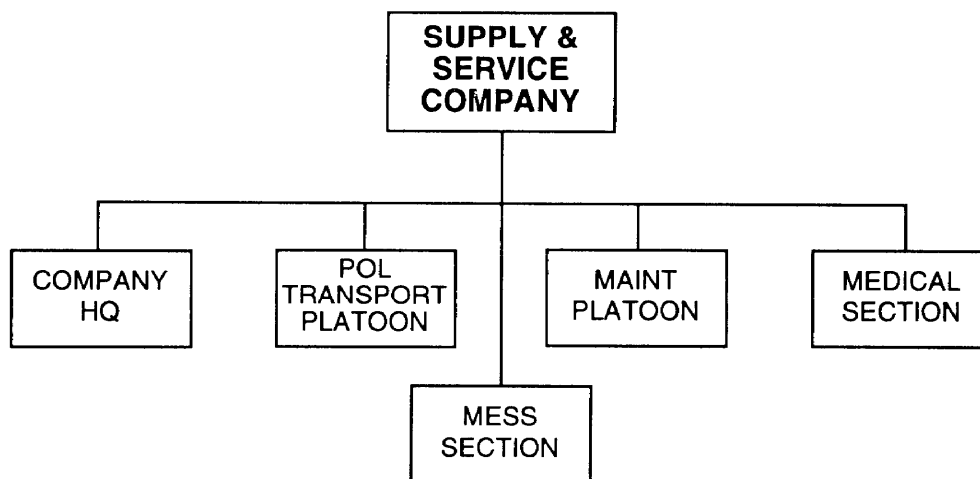 SUPPLY &
SERVICE
COMPANY
COMPANY
HQ
POL
TRANSPORT
PLATOON
MAINT
PLATOON
MEDICAL
SECTION
MESS
SECTION